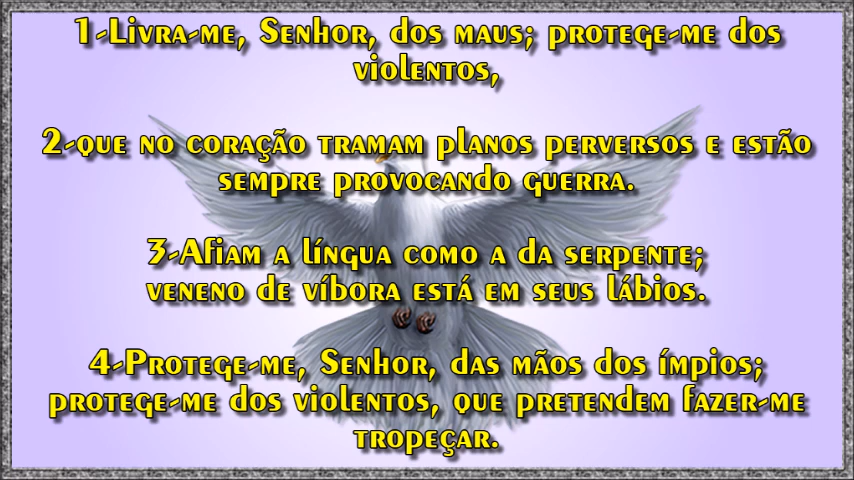 1-Livra-me, Senhor, dos maus; protege-me dos
violentos,
2-que no coração tramam planos perversos e estão
sempre provocando guerra.
3-Afiam a língua como a da serpente;
veneno de víbora está em seus lábios.
4-Protege-me, Senhor, das mãos dos ímpios;
protege-me dos violentos, que pretendem fazer-me
tropeçar.